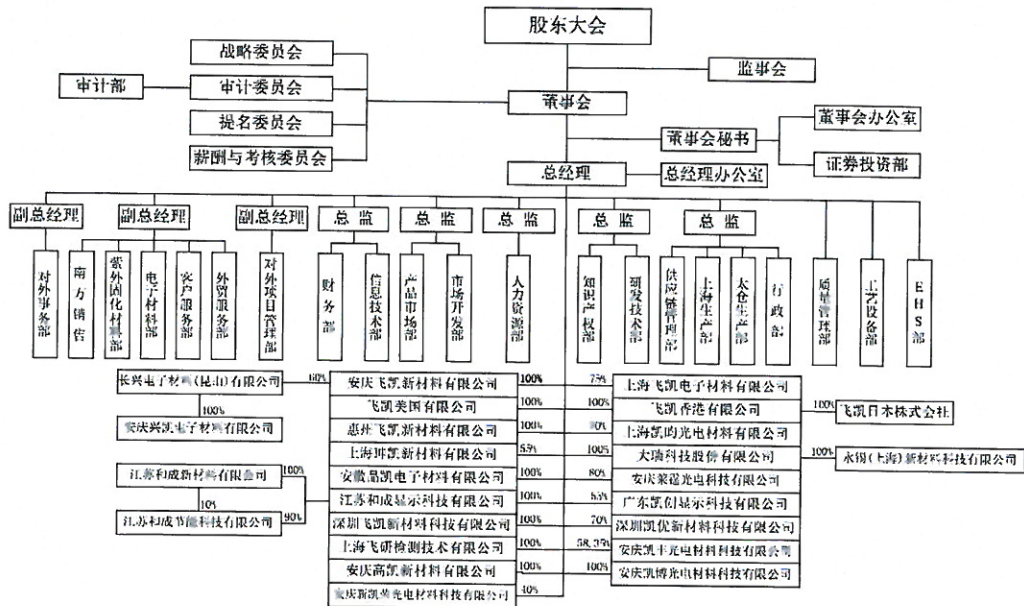 股东大会
战略委员会
监事会
审计部
审计委员会
董事会
提名委员会
董事会秘书
董事会办公室
薪酬与考核委员会
证券投资部
总经理
总经理办公室
副总经理
副总经理
副总经理
总 监
总 监
总 监
总 监
总 监
对外事务部
南方销售
紫外固化材料部
电子材料部
客户服务部
外贸服务部
对外项目管理部
财务部
信息技术部
产品市场部
市场开发部
人力资源部
知识产权部
研发技术部
供应链管理部
上海生产部
太仓生产部
行政部
质量管理部
工艺设备部
EHS部
长兴电子材料(昆山)有限公司
60%
100%
安庆兴凯电子材料有限公司
江苏和成新材料有限公司
100%
10%
江苏和成节能科技有限公司
90%
安庆飞凯新材料有限公司
100%
飞凯美国有限公司
100%
惠州飞凯新材料有限公司
100%
上海珅凯新材料有限公司
55%
安徽晶凯电子材料有限公司
100%
江苏和成显示科技有限公司
100%
深圳飞凯新材料科技有限公司
100%
上海飞研检测技术有限公司
100%
安庆高凯新材料有限公司
100%
安庆新凯荣光电材料科技有限公司
40%
75%
上海飞凯电子材料有限公司
100%
飞凯香港有限公司
100%
飞凯日本株式会社
上海凯昀光电材料有限公司
100%
大瑞科技股份有限公司
100%
永锡(上海)新材料科技有限公司
80%
安庆莱霆光电科技有限公司
广东凯创显示科技有限公司
70%
深圳凯优新材料科技有限公司
58.35%
安庆凯丰光电材料科技有限公司
100%
安庆凯博光电材料科技有限公司